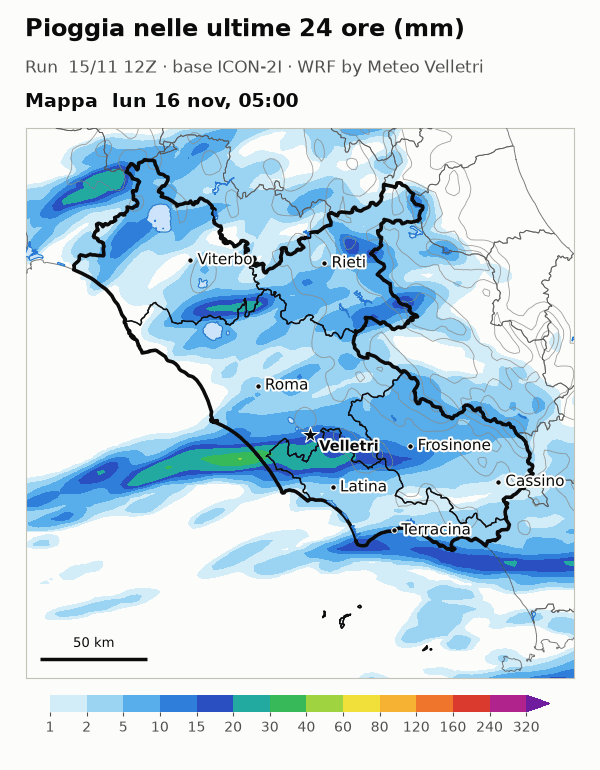 Pioggia nelle ultime 24 ore (mm)
Run  15/11 12Z · base ICON-2I · WRF by Meteo Velletri
Mappa  lun 16 nov, 05:00
Viterbo
Rieti
Roma
Velletri
Frosinone
Latina
Cassino
Terracina
50 km
1 2 5 10 15 20 30 40 60 80 120 160 240 320